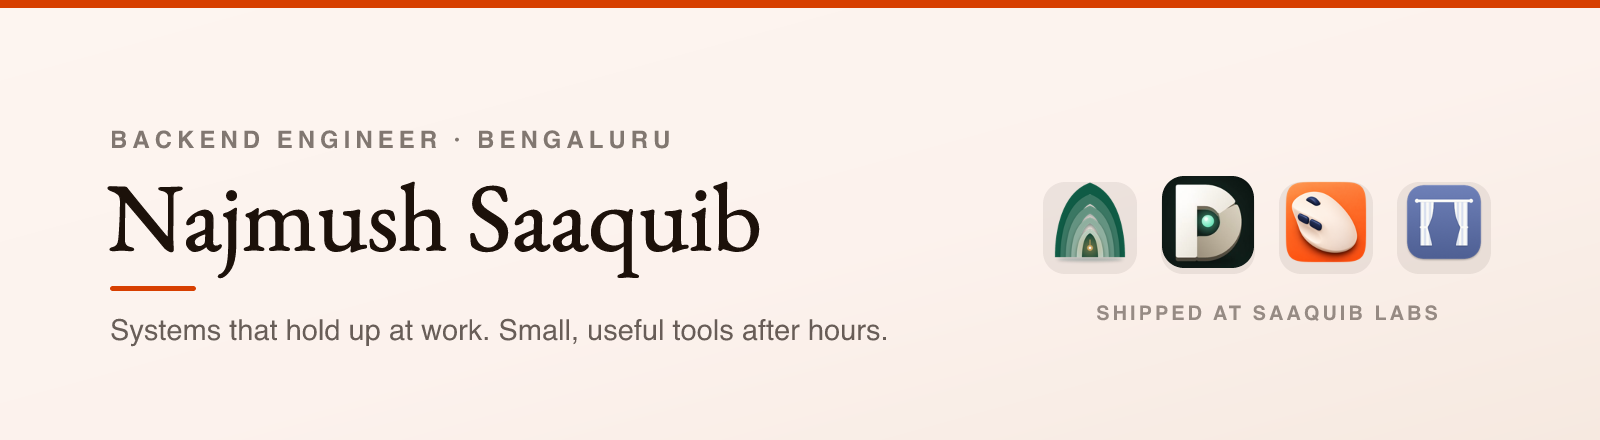 BACKEND ENGINEER · BENGALURU
Najmush Saaquib
Systems that hold up at work. Small, useful tools after hours.
SHIPPED AT SAAQUIB LABS